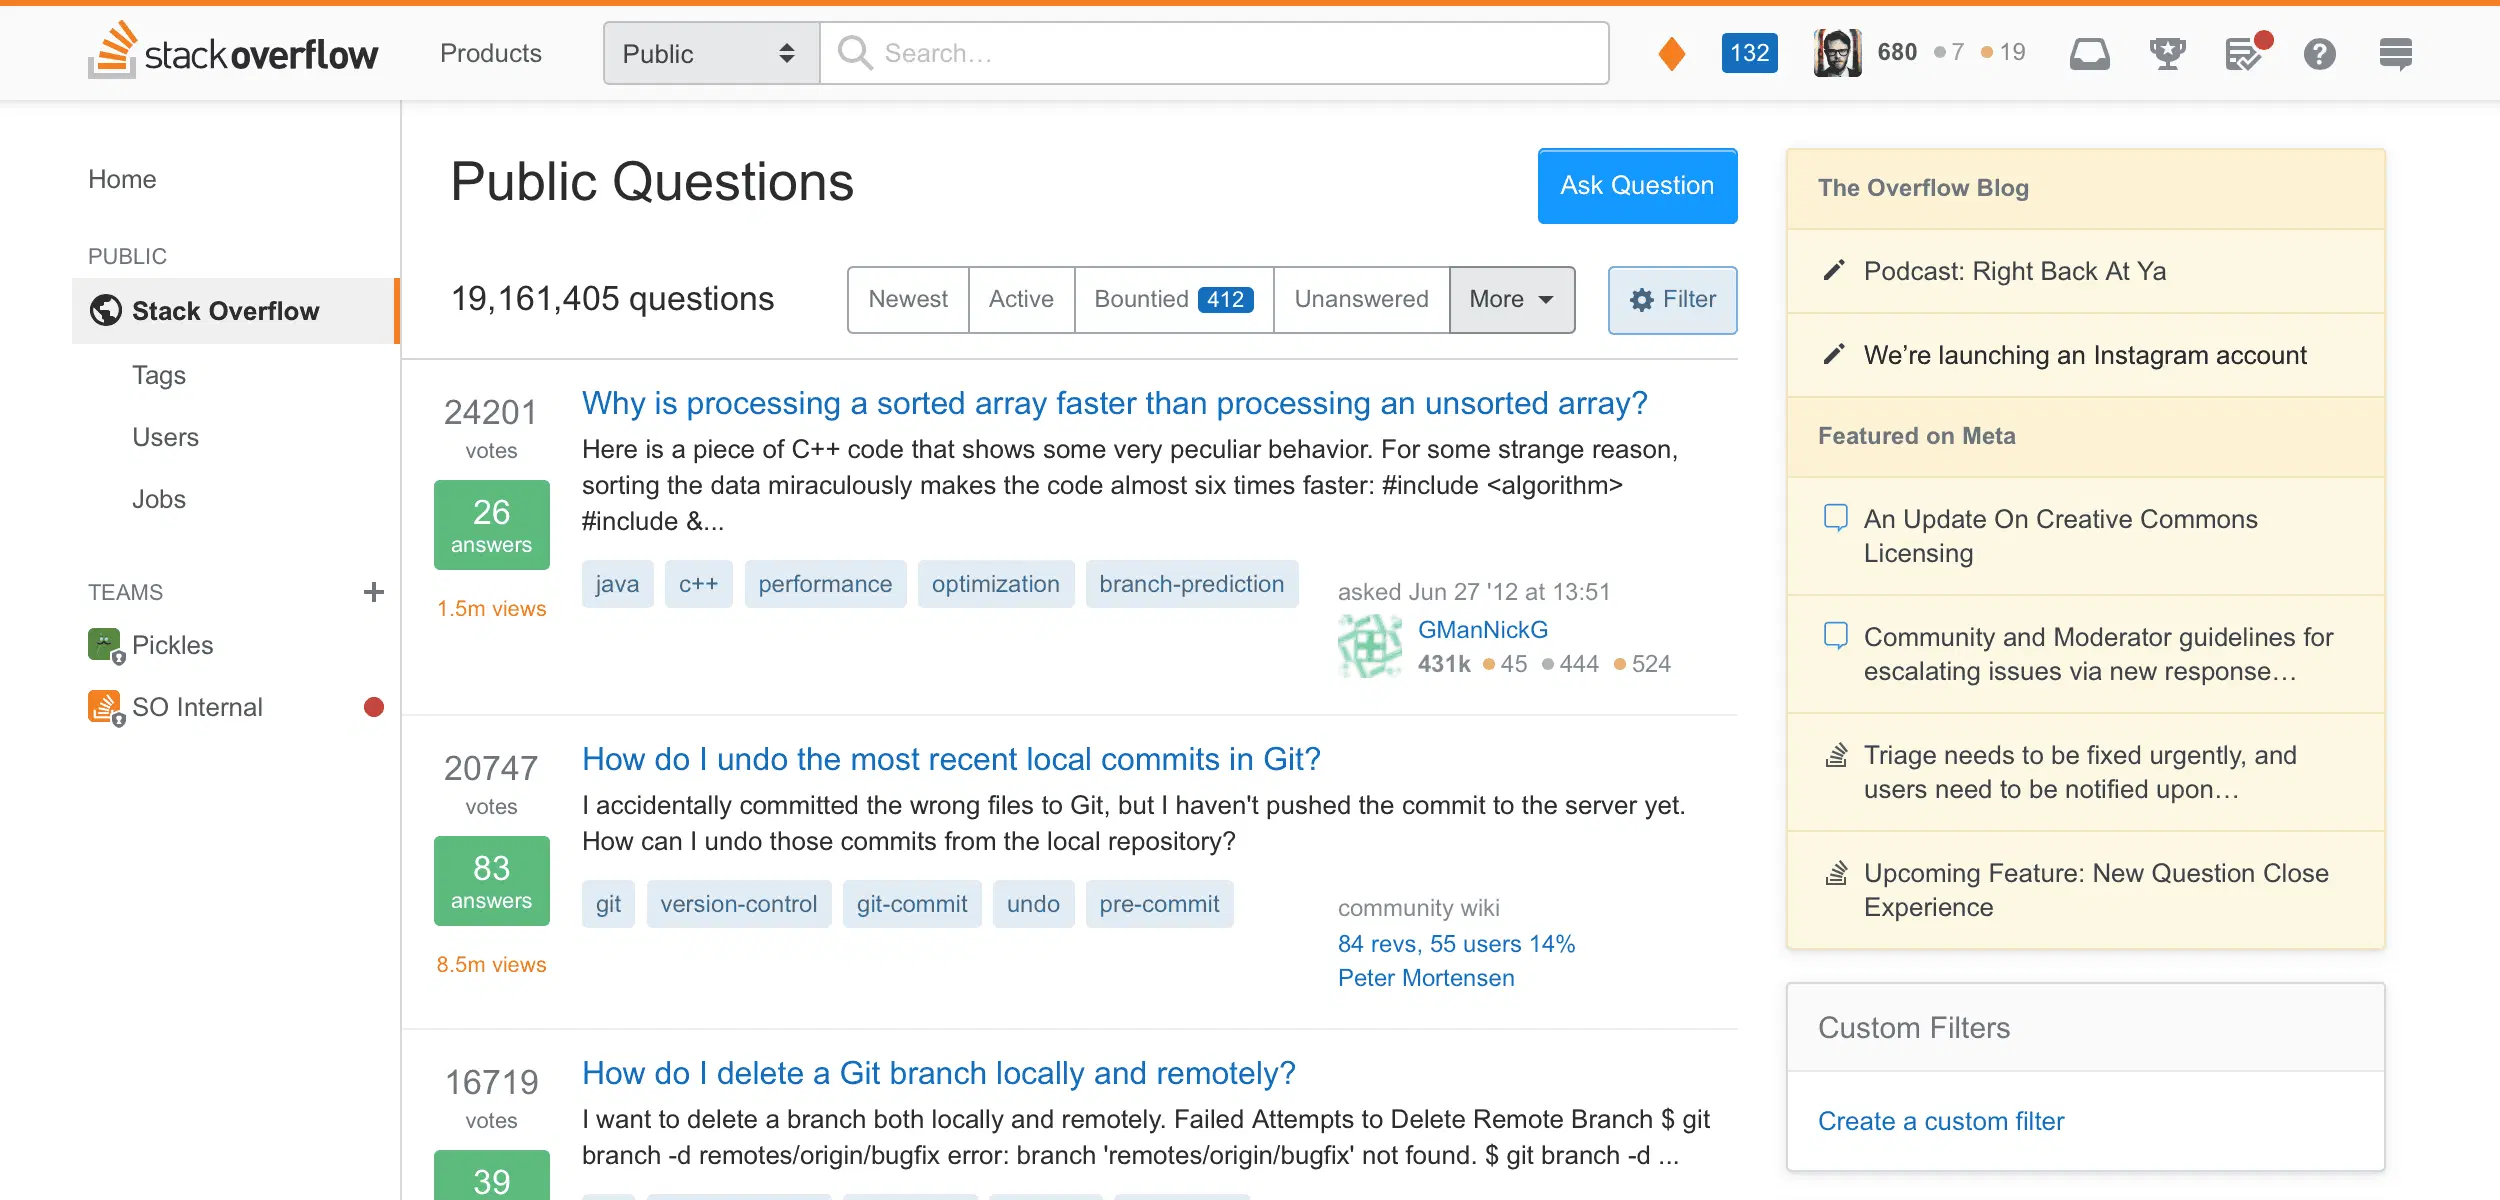 stackoverflow
Products
Public
Search...
132
680 7 19
Home
PUBLIC
Stack Overflow
Tags
Users
Jobs
TEAMS
Pickles
SO Internal
Public Questions
Ask Question
19,161,405 questions
Newest
Active
Bountied 412
Unanswered
More
Filter
24201
votes
26
answers
1.5m views
Why is processing a sorted array faster than processing an unsorted array?
Here is a piece of C++ code that shows some very peculiar behavior. For some strange reason,
sorting the data miraculously makes the code almost six times faster: #include <algorithm>
#include &...
java c++ performance optimization branch-prediction
asked Jun 27 '12 at 13:51
GManNickG
431k 45 444 524
20747
votes
83
answers
8.5m views
How do I undo the most recent local commits in Git?
I accidentally committed the wrong files to Git, but I haven't pushed the commit to the server yet.
How can I undo those commits from the local repository?
git version-control git-commit undo pre-commit
community wiki
84 revs, 55 users 14%
Peter Mortensen
16719
votes
39
How do I delete a Git branch locally and remotely?
I want to delete a branch both locally and remotely. Failed Attempts to Delete Remote Branch $ git
branch -d remotes/origin/bugfix error: branch 'remotes/origin/bugfix' not found. $ git branch -d ...
The Overflow Blog
Podcast: Right Back At Ya
We’re launching an Instagram account
Featured on Meta
An Update On Creative Commons
Licensing
Community and Moderator guidelines for
escalating issues via new response…
Triage needs to be fixed urgently, and
users need to be notified upon…
Upcoming Feature: New Question Close
Experience
Custom Filters
Create a custom filter